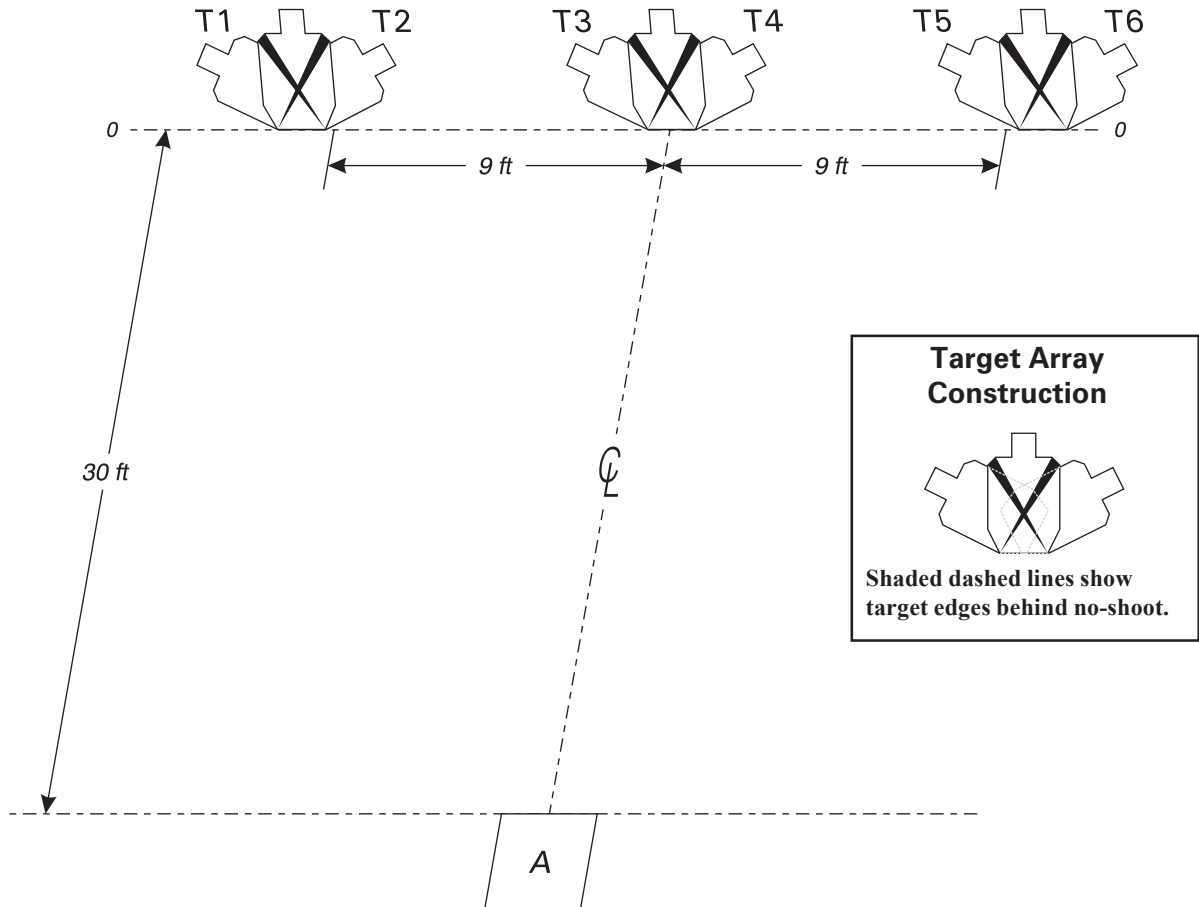 T1 T2 T3 T4 T5 T6
0 0
9 ft 9 ft
30 ft
CL
Target Array
Construction
Shaded dashed lines show
target edges behind no-shoot.
A